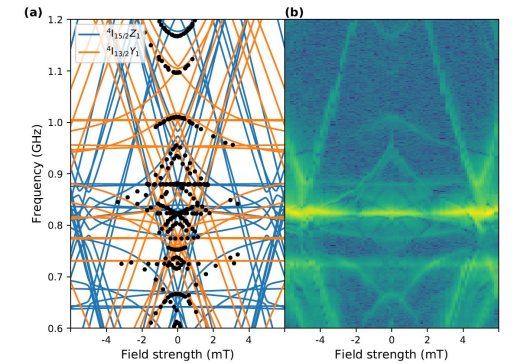 (a)
(b)
⁴I₁₅/₂Z₁
⁴I₁₃/₂Y₁
1.2
1.1
1.0
0.9
0.8
0.7
0.6
Frequency (GHz)
-4 -2 0 2 4
-4 -2 0 2 4
Field strength (mT)
Field strength (mT)